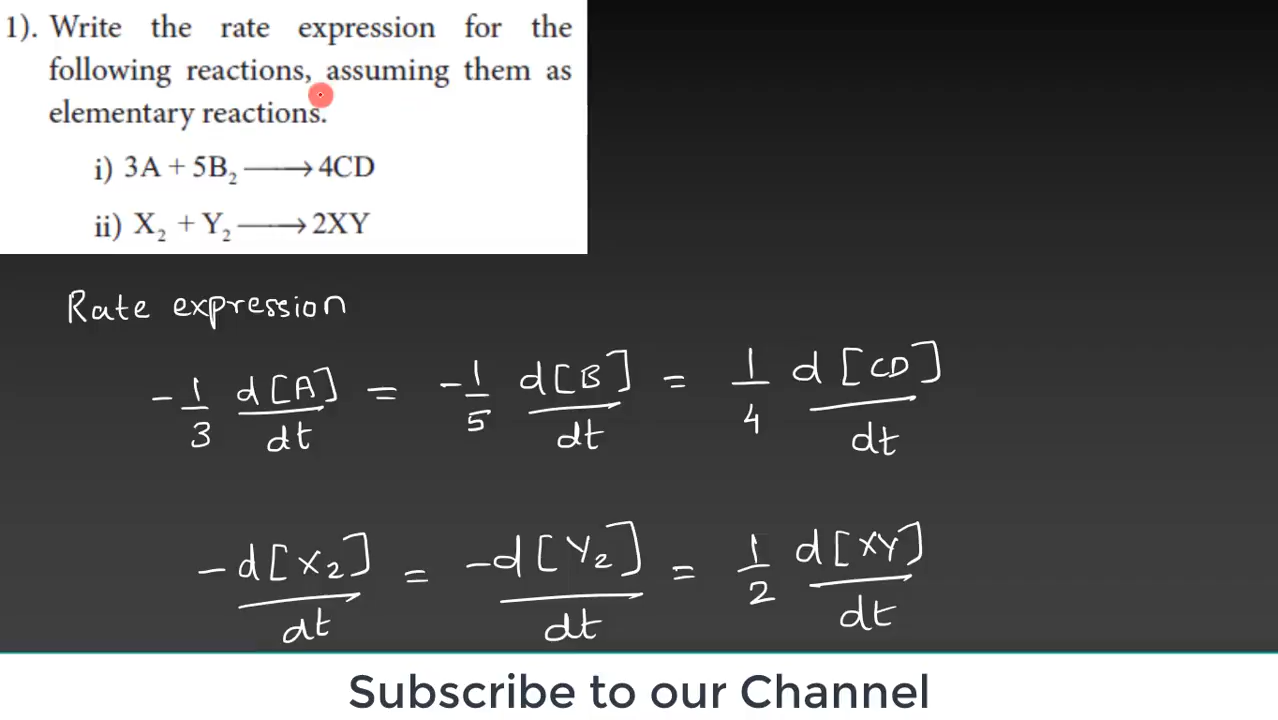 1). Write the rate expression for the
following reactions, assuming them as
elementary reactions.
i) 3A + 5B₂ ⟶ 4CD
ii) X₂ + Y₂ ⟶ 2XY
Rate expression
-1/3 d[A]/dt = -1/5 d[B]/dt = 1/4 d[CD]/dt
-d[X₂]/dt = -d[Y₂]/dt = 1/2 d[XY]/dt
Subscribe to our Channel